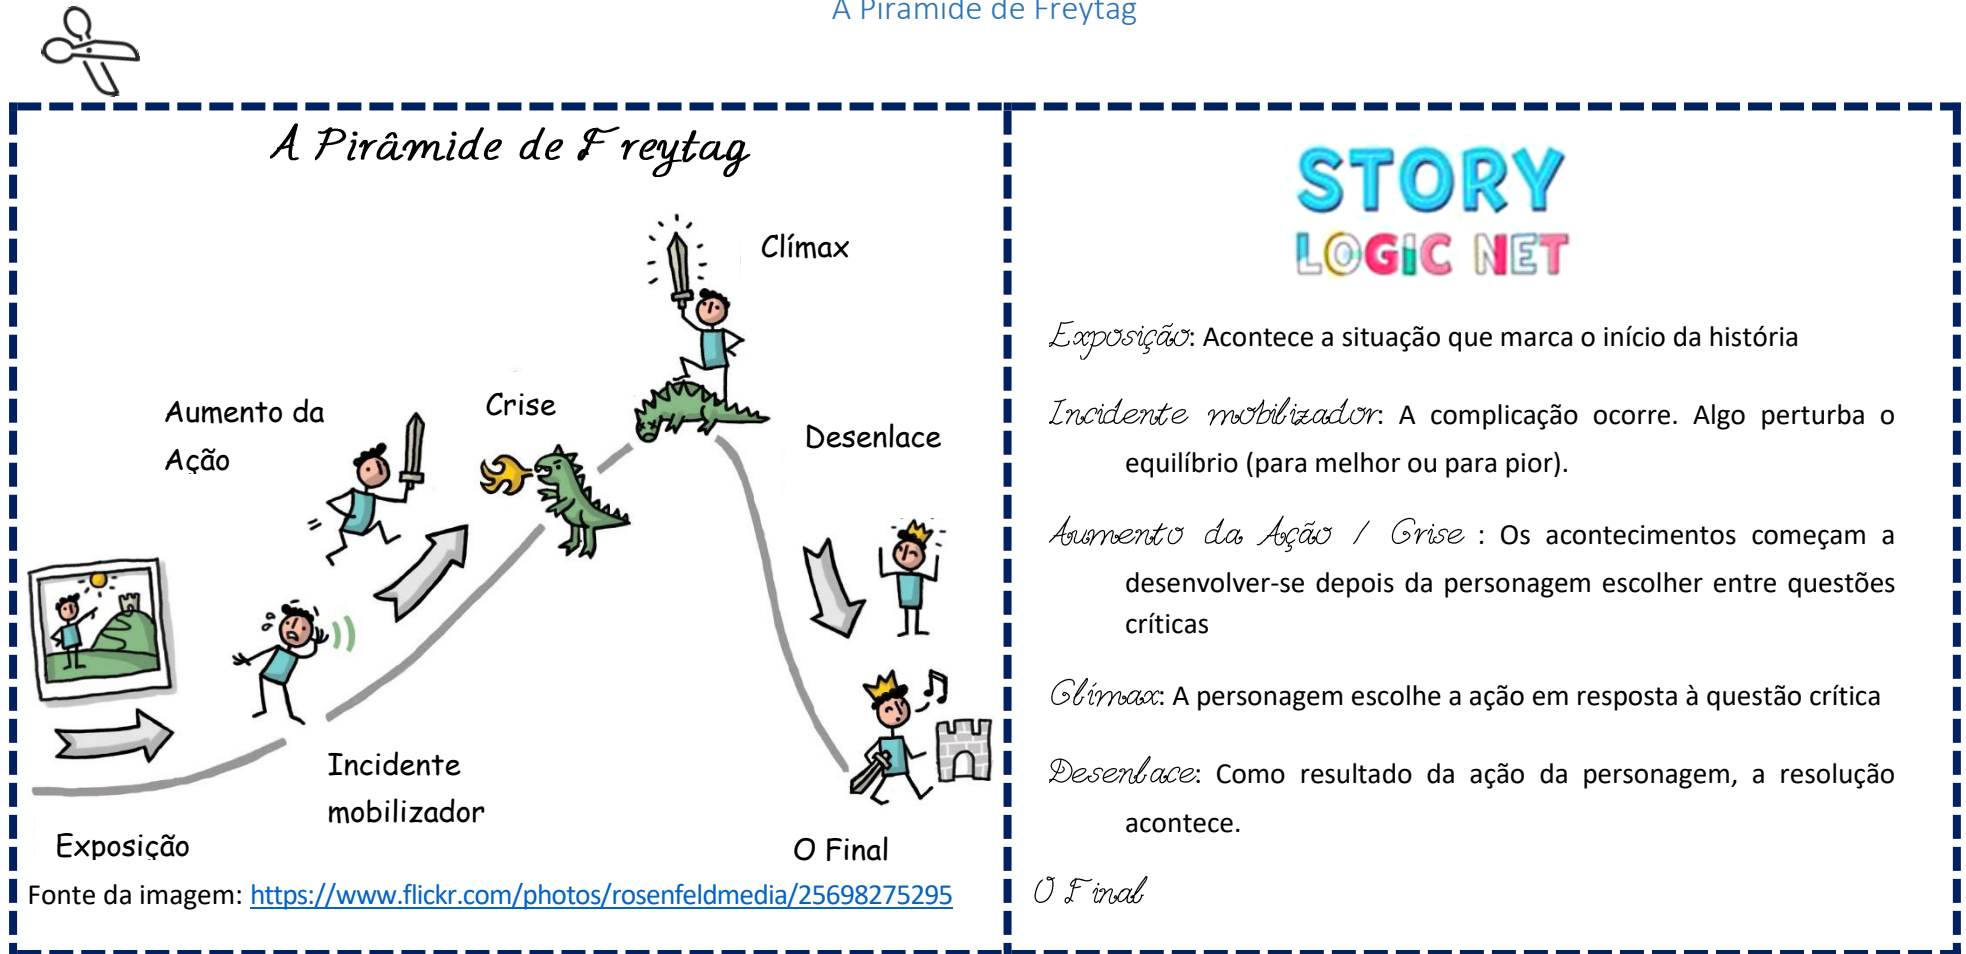 A Pirâmide de Freytag
A Pirâmide de Freytag
Clímax
Aumento da
Ação
Crise
Desenlace
Incidente
mobilizador
Exposição
O Final
Fonte da imagem: https://www.flickr.com/photos/rosenfeldmedia/25698275295
STORY
LOGIC NET
Exposição: Acontece a situação que marca o início da história
Incidente mobilizador: A complicação ocorre. Algo perturba o
equilíbrio (para melhor ou para pior).
Aumento da Ação / Crise : Os acontecimentos começam a
desenvolver-se depois da personagem escolher entre questões
críticas
Clímax: A personagem escolhe a ação em resposta à questão crítica
Desenlace: Como resultado da ação da personagem, a resolução
acontece.
O Final